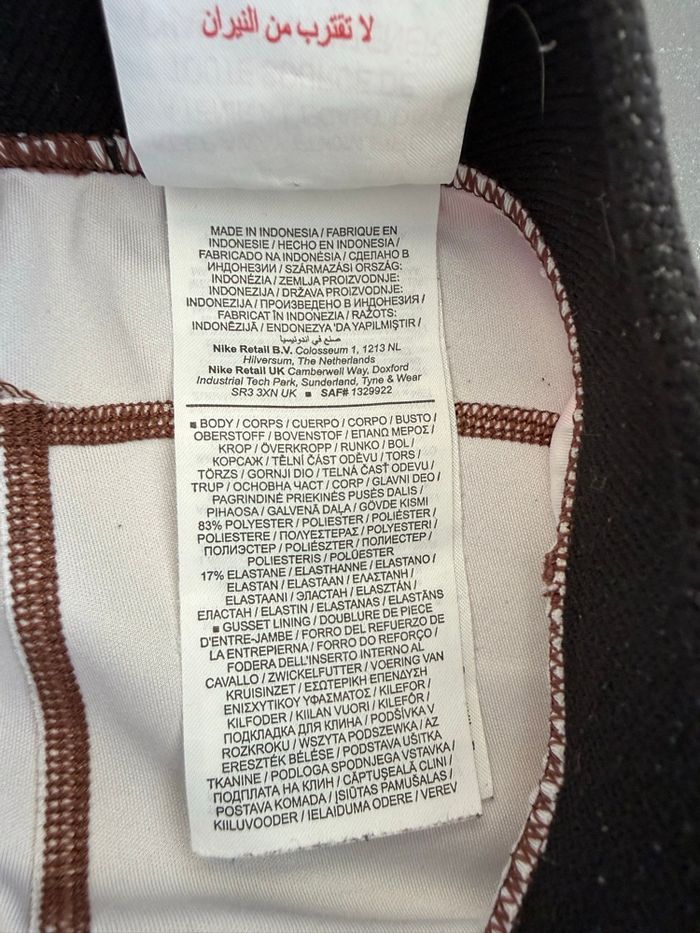 لا تقترب من النيران
MADE IN INDONESIA / FABRIQUE EN
INDONESIE / HECHO EN INDONESIA /
FABRICADO NA INDONÉSIA / СДЕЛАНО В
ИНДОНЕЗИИ / SZÁRMAZÁSI ORSZÁG:
INDONÉZIA / ZEMLJA PROIZVODNJE:
INDONEZIJA / DRŽAVA PROIZVODNJE:
INDONEZIJA / ПРОИЗВЕДЕНО В ИНДОНЕЗИЯ /
FABRICAT ÎN INDONEZIA / RAŽOTS:
INDONĒZIJĀ / ENDONEZYA 'DA YAPILMIŞTIR /
صنع في اندونيسيا
Nike Retail B.V. Colosseum 1, 1213 NL
Hilversum, The Netherlands
Nike Retail UK Camberwell Way, Doxford
Industrial Tech Park, Sunderland, Tyne & Wear
SR3 3XN UK ■ SAF# 1329922
■ BODY / CORPS / CUERPO / CORPO / BUSTO /
OBERSTOFF / BOVENSTOF / ΕΠΑΝΩ ΜΕΡΟΣ /
KROP / ÖVERKROPP / RUNKO / BOL /
КОРСАЖ / TĚLNÍ ČÁST ODĚVU / TORS /
TÖRZS / GORNJI DIO / TELNÁ ČASŤ ODEVU /
TRUP / ОСНОВНА ЧАСТ / CORP / GLAVNI DEO /
PAGRINDINĖ PRIEKINĖS PUSĖS DALIS /
PIHAOSA / GALVENĀ DAĻA / GÖVDE KISMI
83% POLYESTER / POLIESTER / POLIÉSTER /
POLIESTERE / ΠΟΛΥΕΣΤΕΡΑΣ / POLYESTERI /
ПОЛИЭСТЕР / POLIÉSZTER / ПОЛИЕСТЕР /
POLIESTERIS / POLÜESTER
17% ELASTANE / ELASTHANNE / ELASTANO /
ELASTAN / ELASTAAN / ΕΛΑΣΤΑΝΗ /
ELASTAANI / ЭЛАСТАН / ELASZTÁN /
ЕЛАСТАН / ELASTIN / ELASTANAS / ELASTĀNS
■ GUSSET LINING / DOUBLURE DE PIECE
D'ENTRE-JAMBE / FORRO DEL REFUERZO DE
LA ENTREPIERNA / FORRO DO REFORÇO /
FODERA DELL'INSERTO INTERNO AL
CAVALLO / ZWICKELFUTTER / VOERING VAN
KRUISINZET / ΕΣΩΤΕΡΙΚΗ ΕΠΕΝΔΥΣΗ
ΕΝΙΣΧΥΤΙΚΟΥ ΥΦΑΣΜΑΤΟΣ / KILEFOR /
KILFODER / KIILAN VUORI / KILEFÔR /
ПОДКЛАДКА ДЛЯ КЛИНА / PODŠÍVKA V
ROZKROKU / WSZYTA PODSZEWKA / AZ
ERESZTÉK BÉLÉSE / PODSTAVA UŠITKA
TKANINE / PODLOGA SPODNJEGA VSTAVKA /
ПОДПЛАТА НА КЛИН / CĂPTUŞEALĂ CLINI /
POSTAVA KOMADA / ĮSIŪTAS PAMUŠALAS /
KIILUVOODER / IELAIDUMA ODERE / VEREV